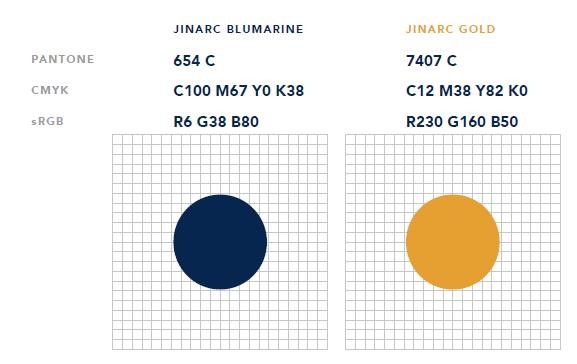 JINARC BLUMARINE JINARC GOLD
PANTONE 654 C 7407 C
CMYK C100 M67 Y0 K38 C12 M38 Y82 K0
sRGB R6 G38 B80 R230 G160 B50